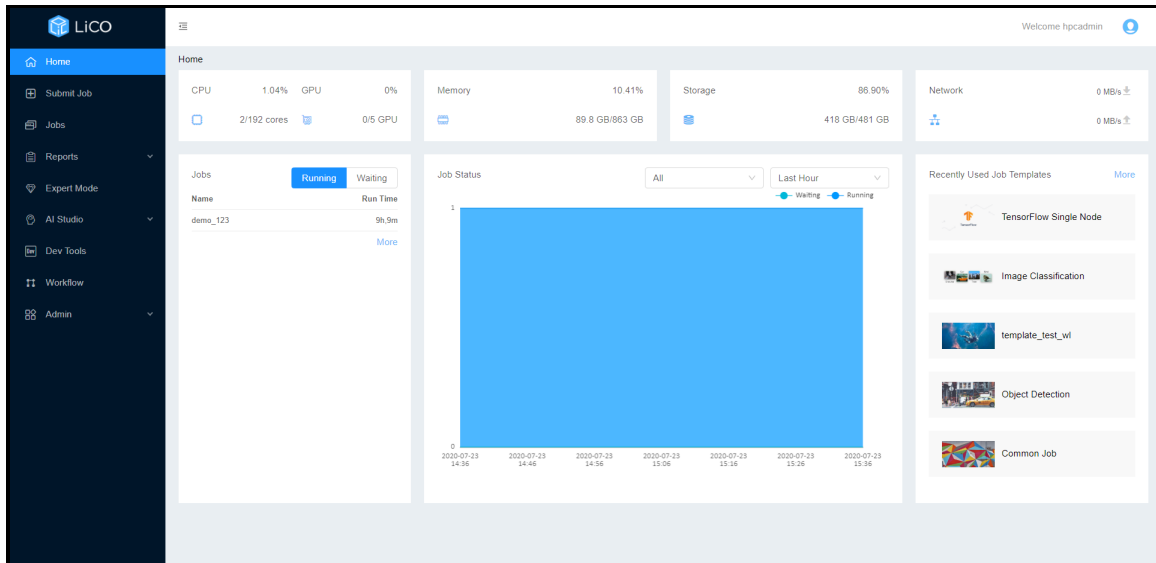 LiCO
Welcome hpcadmin
Home
Submit Job
Jobs
Reports
Expert Mode
AI Studio
Dev Tools
Workflow
Admin
Home
CPU 1.04% GPU 0%
2/192 cores 0/5 GPU
Memory 10.41%
89.8 GB/863 GB
Storage 86.90%
418 GB/481 GB
Network 0 MB/s
0 MB/s
Jobs Running Waiting
Name Run Time
demo_123 9h,9m
More
Job Status All Last Hour
Waiting Running
1
0
2020-07-23 2020-07-23 2020-07-23 2020-07-23 2020-07-23 2020-07-23 2020-07-23
14:36 14:46 14:56 15:06 15:16 15:26 15:36
Recently Used Job Templates More
TensorFlow Single Node
Image Classification
template_test_wl
Object Detection
Common Job